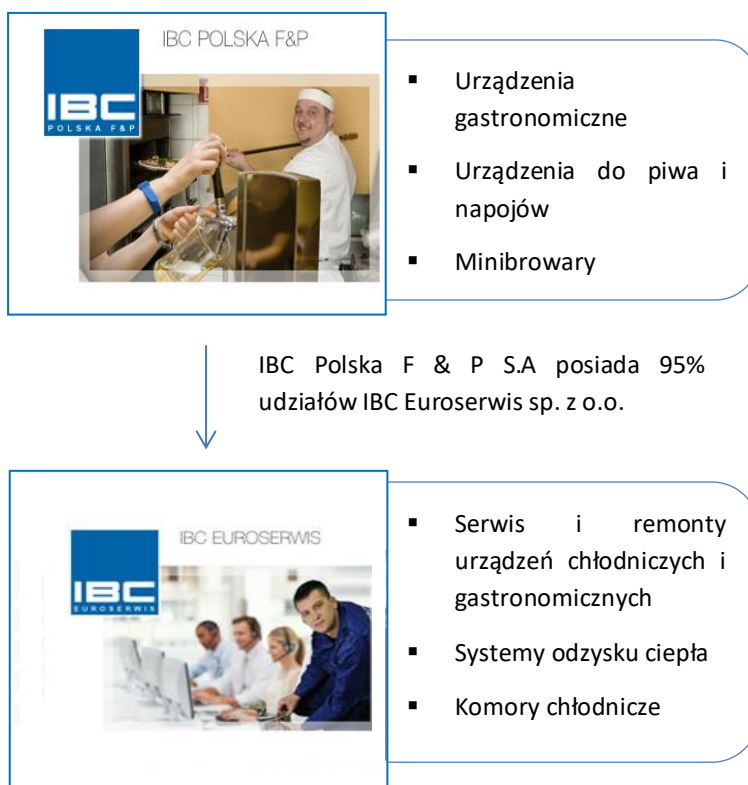 IBC POLSKA F&P
IBC
POLSKA F&P
▪ Urządzenia
gastronomiczne
▪ Urządzenia do piwa i
napojów
▪ Minibrowary
IBC Polska F & P S.A posiada 95%
udziałów IBC Euroserwis sp. z o.o.
IBC EUROSERWIS
IBC
EUROSERWIS
▪ Serwis i remonty
urządzeń chłodniczych i
gastronomicznych
▪ Systemy odzysku ciepła
▪ Komory chłodnicze